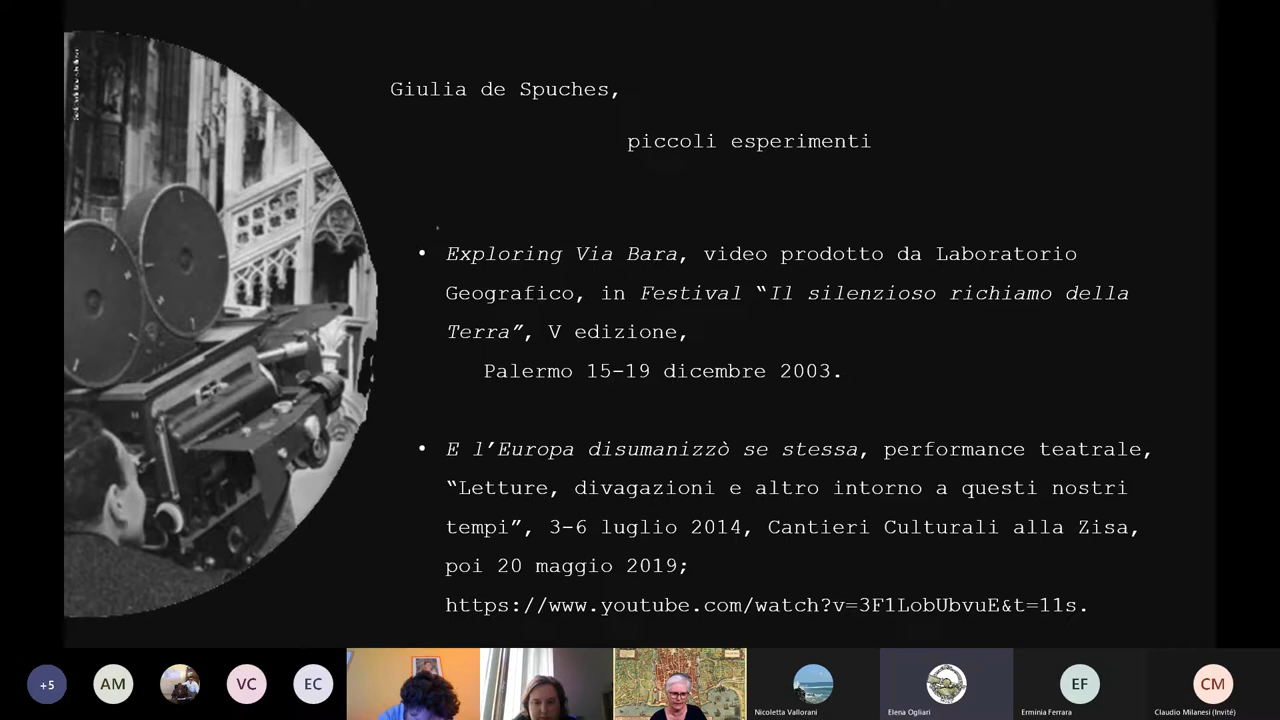 Giulia de Spuches,
piccoli esperimenti
• Exploring Via Bara, video prodotto da Laboratorio
Geografico, in Festival “Il silenzioso richiamo della
Terra”, V edizione,
Palermo 15-19 dicembre 2003.
• E l’Europa disumanizzò se stessa, performance teatrale,
“Letture, divagazioni e altro intorno a questi nostri
tempi”, 3-6 luglio 2014, Cantieri Culturali alla Zisa,
poi 20 maggio 2019;
https://www.youtube.com/watch?v=3F1LobUbvuE&t=11s.
+5
AM
VC
EC
EF
CM
Nicoletta Vallorani
Elena Ogliari
Erminia Ferrara
Claudio Milanesi (Invité)